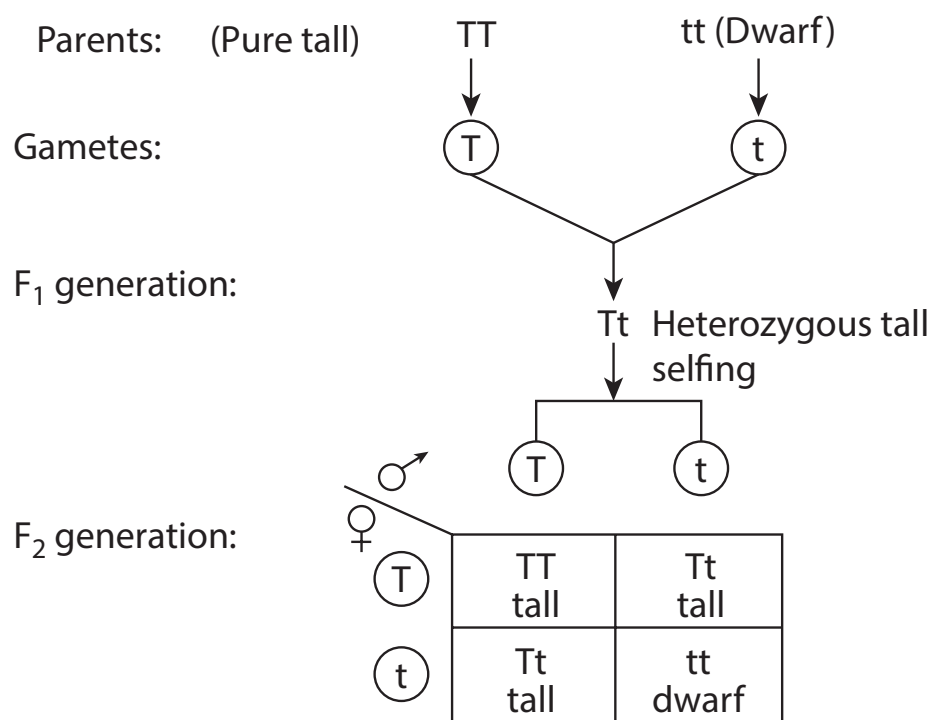 Parents: (Pure tall) TT tt (Dwarf)
Gametes: T t
F₁ generation:
Tt Heterozygous tall
selfing
T t
♂
♀
F₂ generation:
T TT Tt
tall tall
t Tt tt
tall dwarf